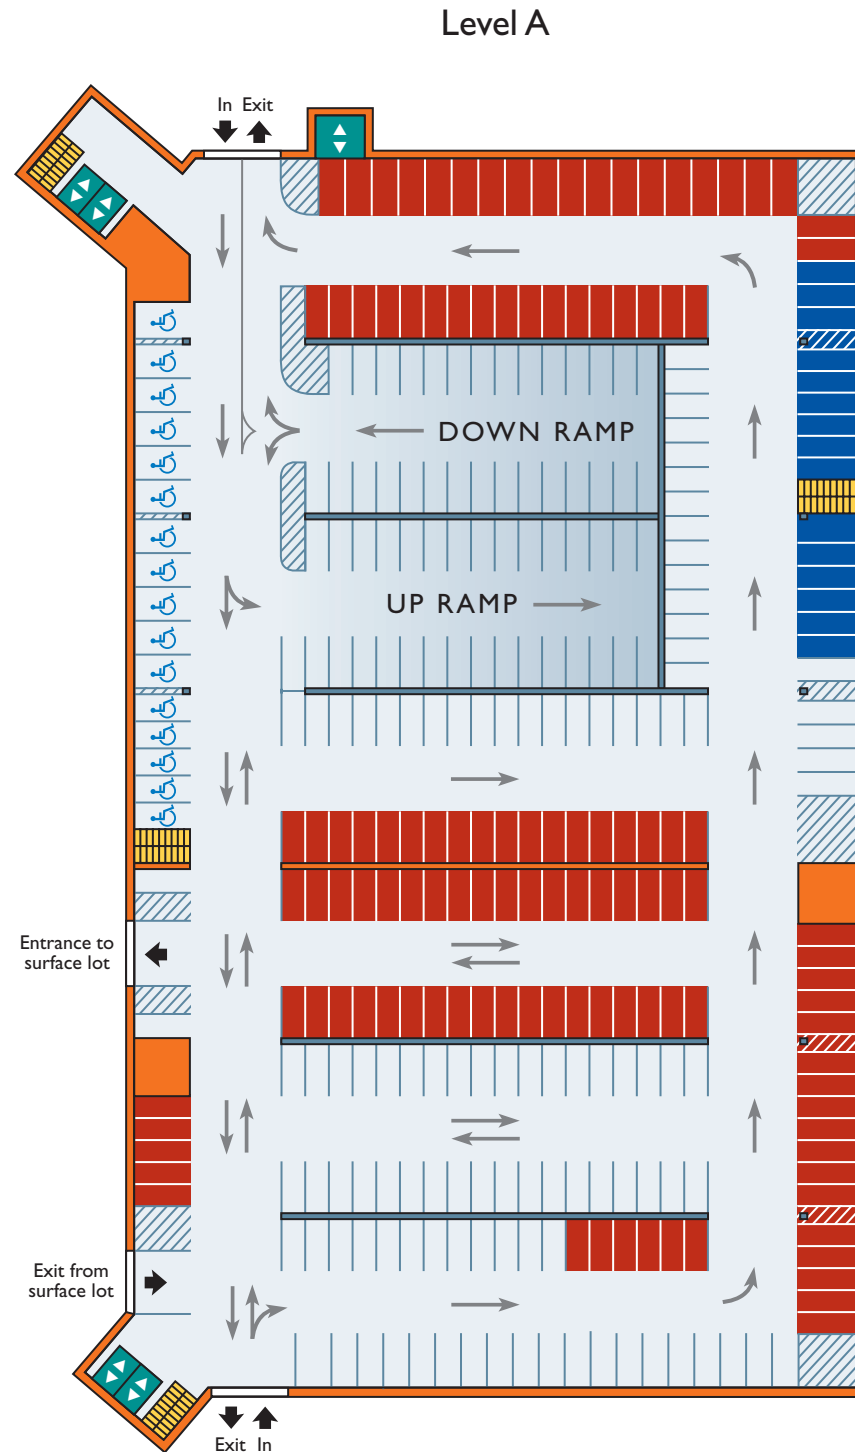 Level A
In Exit
DOWN RAMP
UP RAMP
Entrance to
surface lot
Exit from
surface lot
Exit In